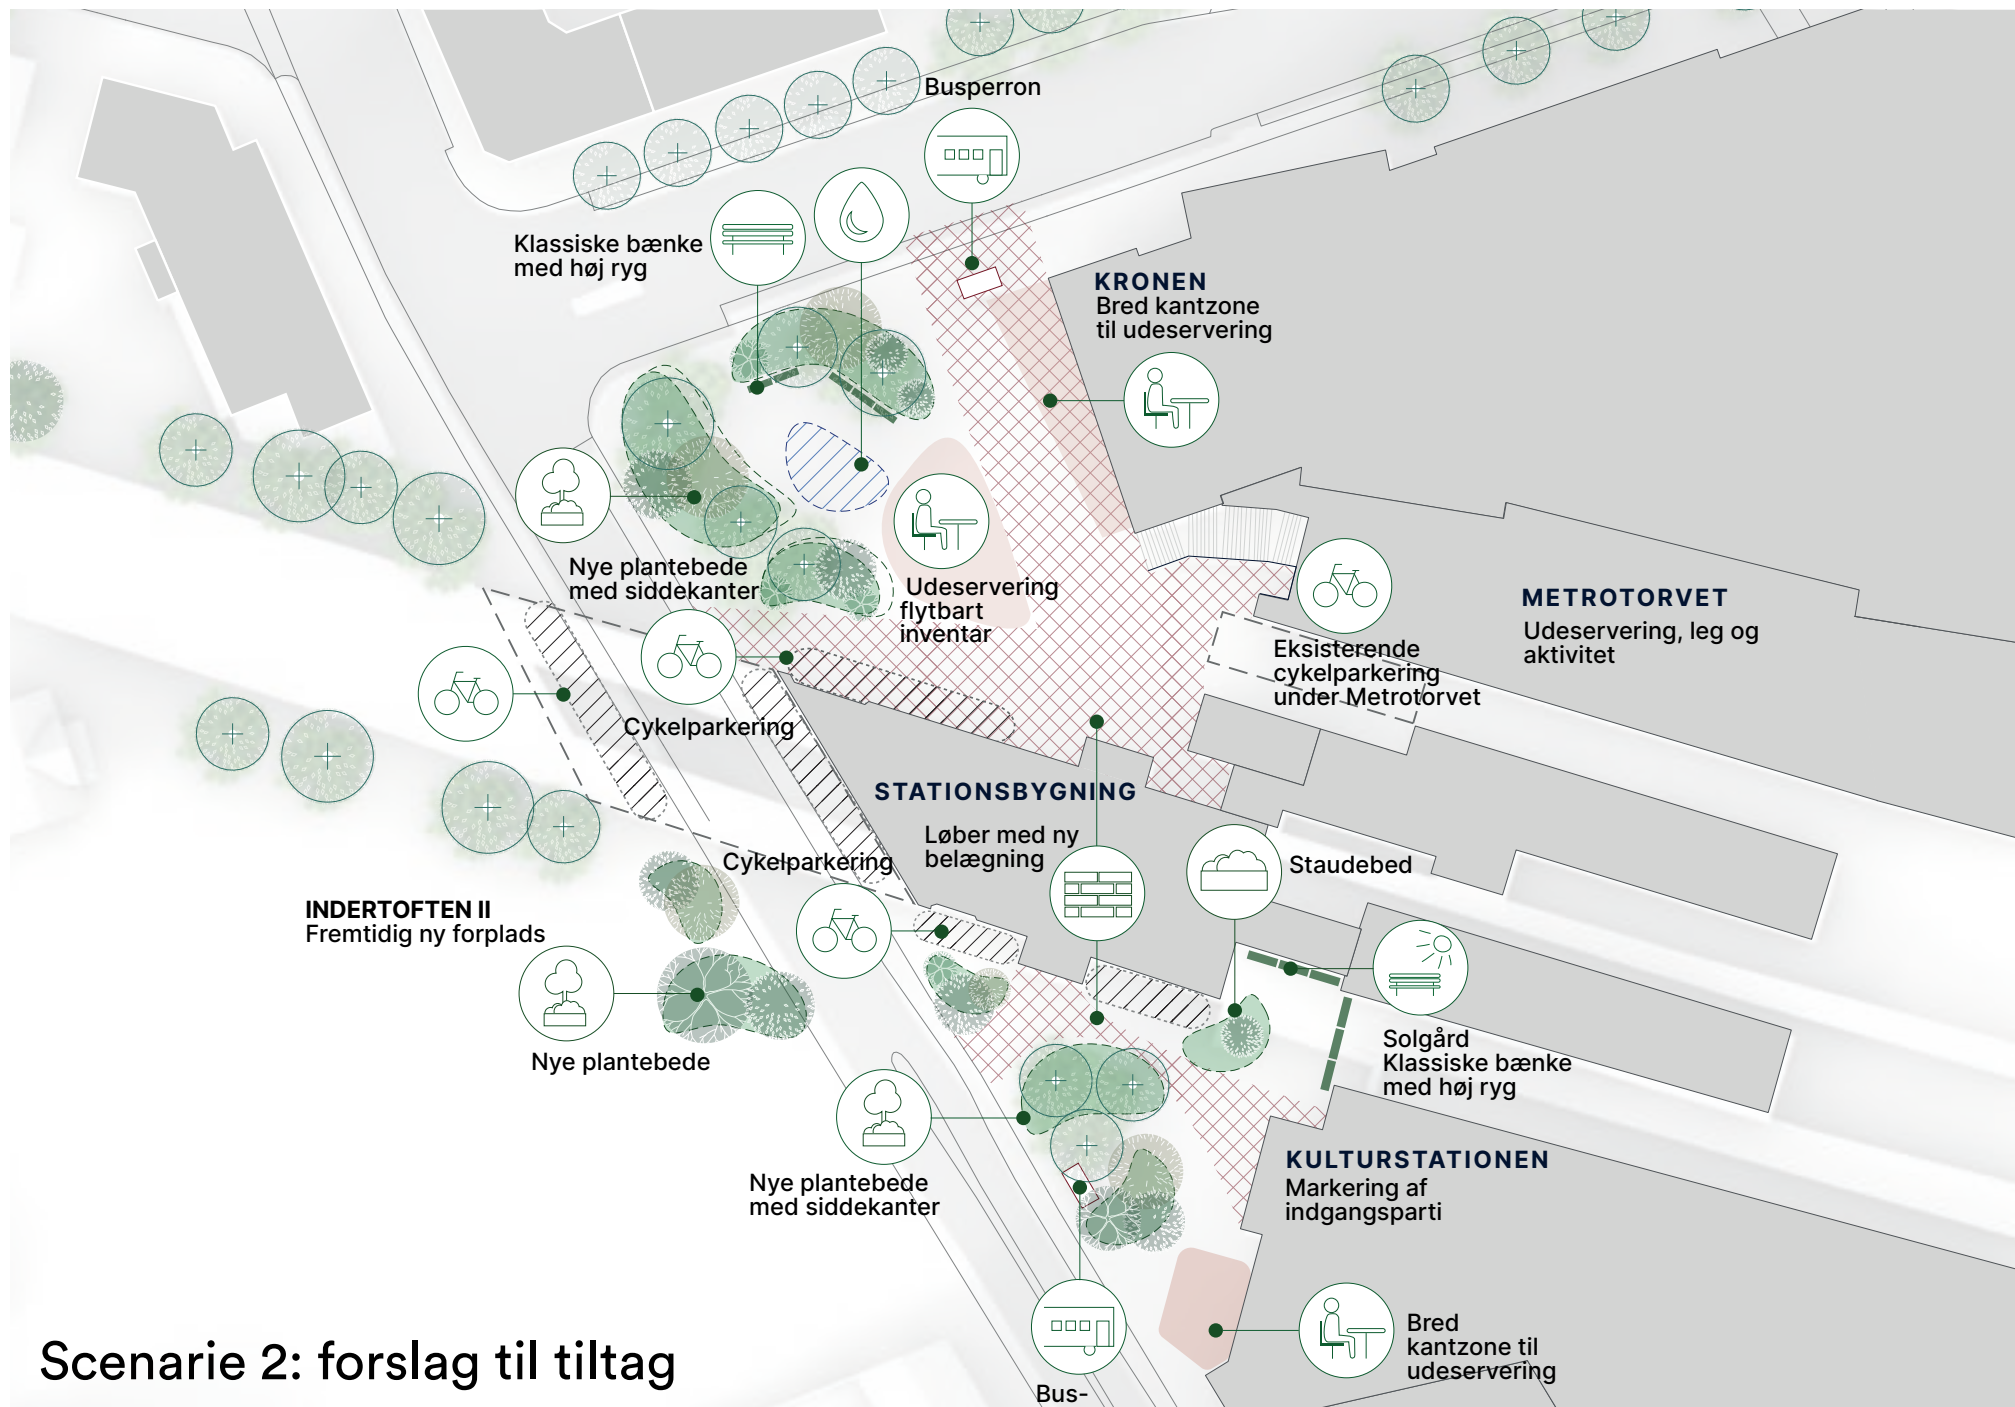 Busperron
Klassiske bænke
med høj ryg
KRONEN
Bred kantzone
til udeservering
Nye plantebede
med siddekanter
Udeservering
flytbart
inventar
METROTORVET
Udeservering, leg og
aktivitet
Eksisterende
cykelparkering
under Metrotorvet
Cykelparkering
STATIONSBYGNING
Løber med ny
belægning
Cykelparkering
Staudebed
INDERTOFTEN II
Fremtidig ny forplads
Nye plantebede
Solgård
Klassiske bænke
med høj ryg
Nye plantebede
med siddekanter
KULTURSTATIONEN
Markering af
indgangsparti
Bred
kantzone til
udeservering
Scenarie 2: forslag til tiltag
Bus-